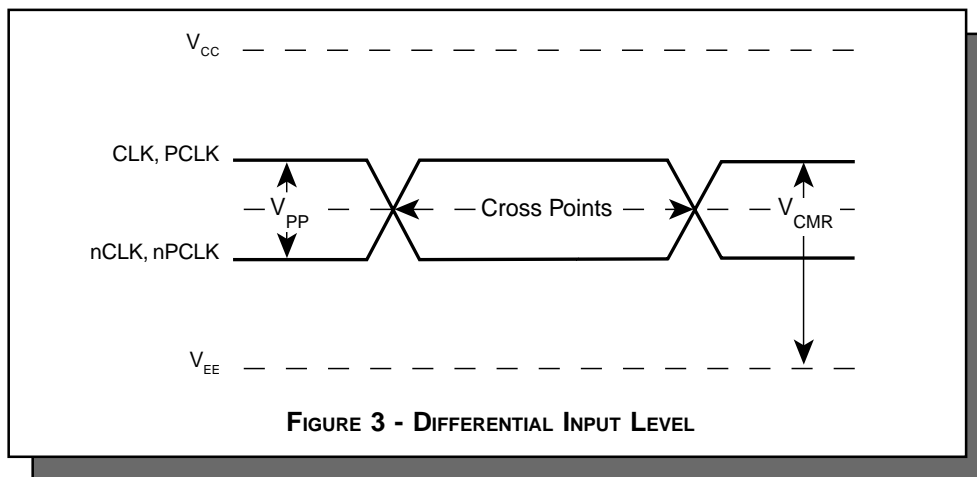 VCC
CLK, PCLK
VPP
Cross Points
VCMR
nCLK, nPCLK
VEE
FIGURE 3 - DIFFERENTIAL INPUT LEVEL